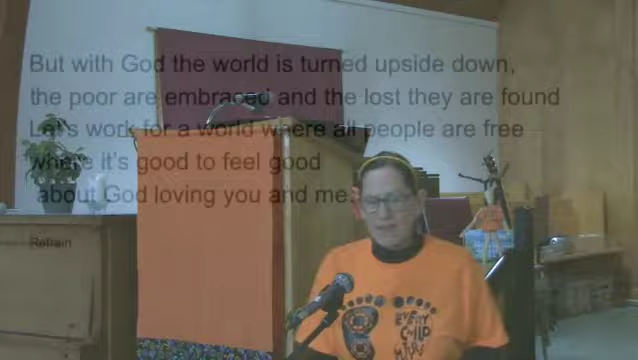 But with God the world is turned upside down,
the poor are embraced and the lost they are found
Let's work for a world where all people are free
where it's good to feel good
about God loving you and me.
Refrain
EVERY
CHILD